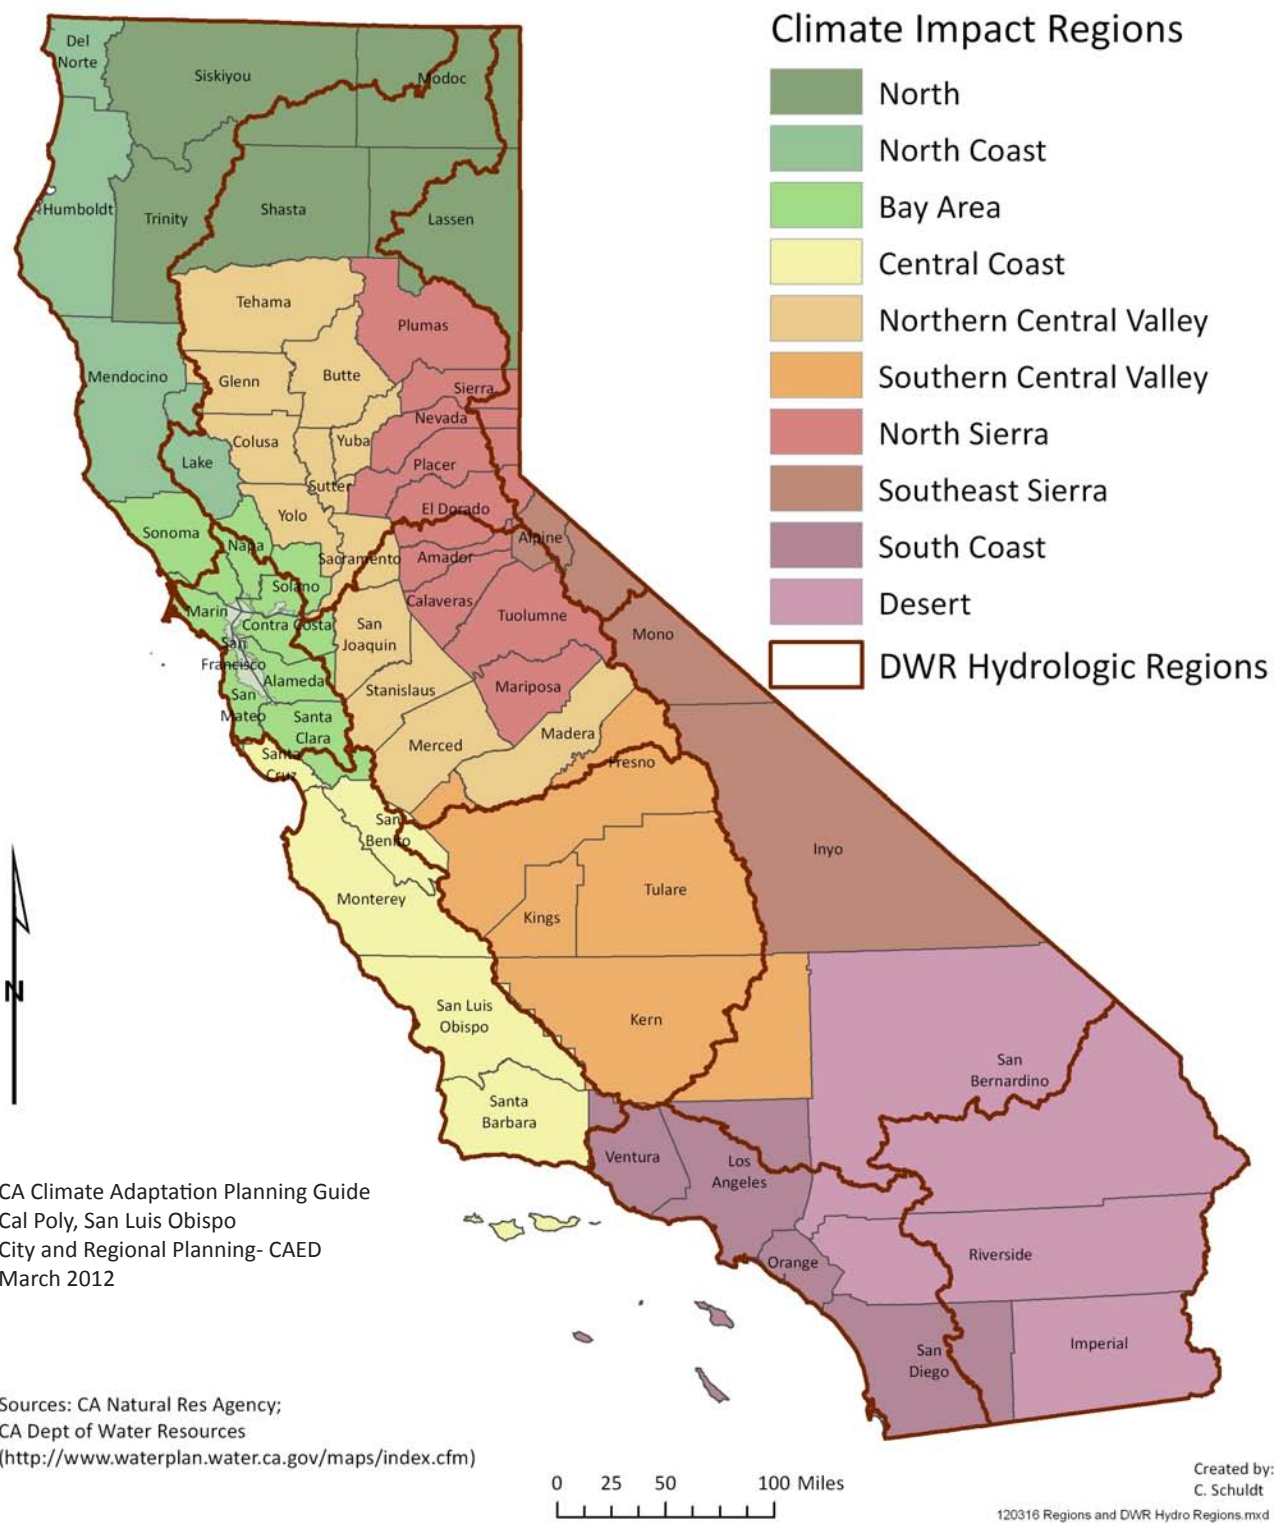 Climate Impact Regions
North
North Coast
Bay Area
Central Coast
Northern Central Valley
Southern Central Valley
North Sierra
Southeast Sierra
South Coast
Desert
DWR Hydrologic Regions
Del
Norte
Siskiyou
Modoc
Humboldt
Trinity
Shasta
Lassen
Tehama
Plumas
Mendocino
Glenn
Butte
Sierra
Nevada
Colusa
Yuba
Lake
Placer
Sutter
El Dorado
Yolo
Sonoma
Napa
Alpine
Sacramento
Amador
Solano
Calaveras
Marin
Tuolumne
Contra Costa
San
Joaquin
Mono
San
Francisco
Alameda
Stanislaus
Mariposa
San
Mateo
Santa
Clara
Madera
Merced
Santa
Cruz
Fresno
San
Benito
Inyo
Tulare
Monterey
Kings
N
San Luis
Obispo
Kern
San
Bernardino
Santa
Barbara
Ventura
Los
Angeles
Orange
Riverside
San
Diego
Imperial
CA Climate Adaptation Planning Guide
Cal Poly, San Luis Obispo
City and Regional Planning- CAED
March 2012
Sources: CA Natural Res Agency;
CA Dept of Water Resources
(http://www.waterplan.water.ca.gov/maps/index.cfm)
0 25 50 100 Miles
Created by:
C. Schuldt
120316 Regions and DWR Hydro Regions.mxd